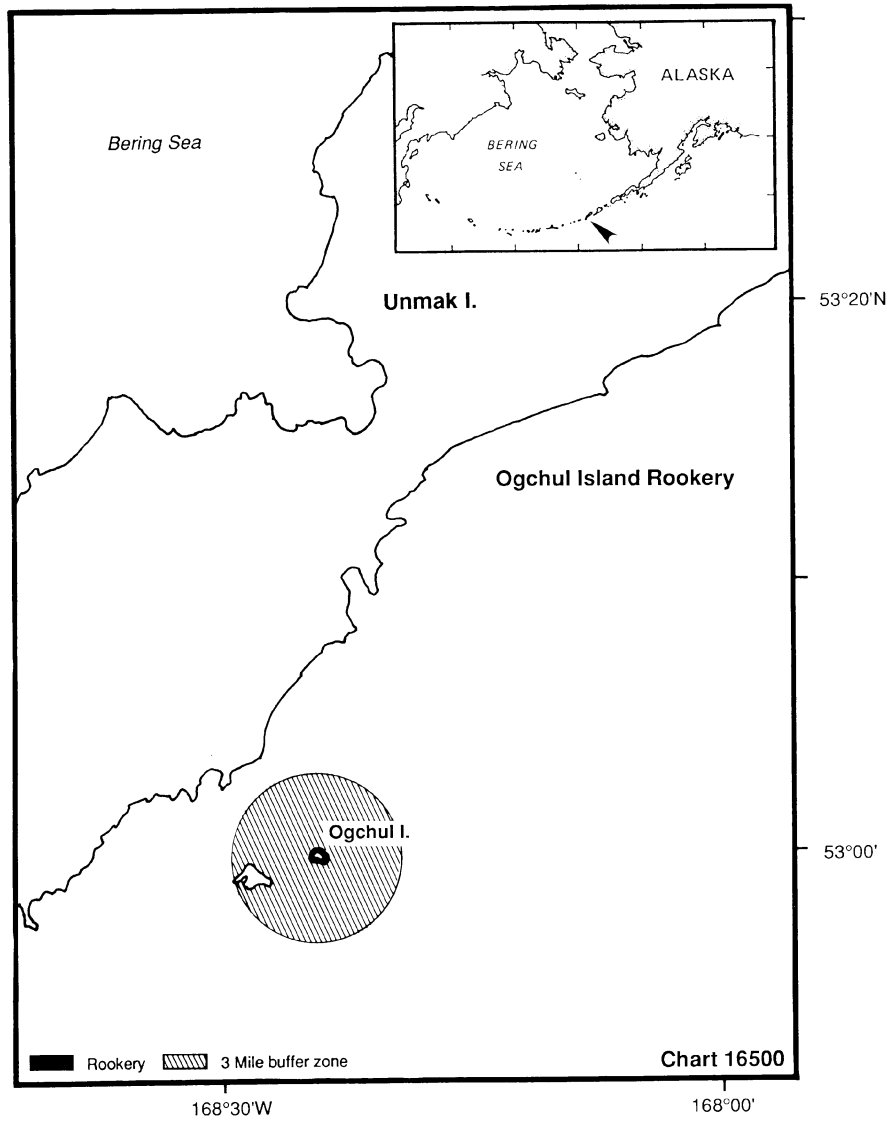 ALASKA
Bering Sea
BERING
SEA
Unmak I.
53°20'N
Ogchul Island Rookery
Ogchul I.
53°00'
Rookery
3 Mile buffer zone
Chart 16500
168°30'W
168°00'